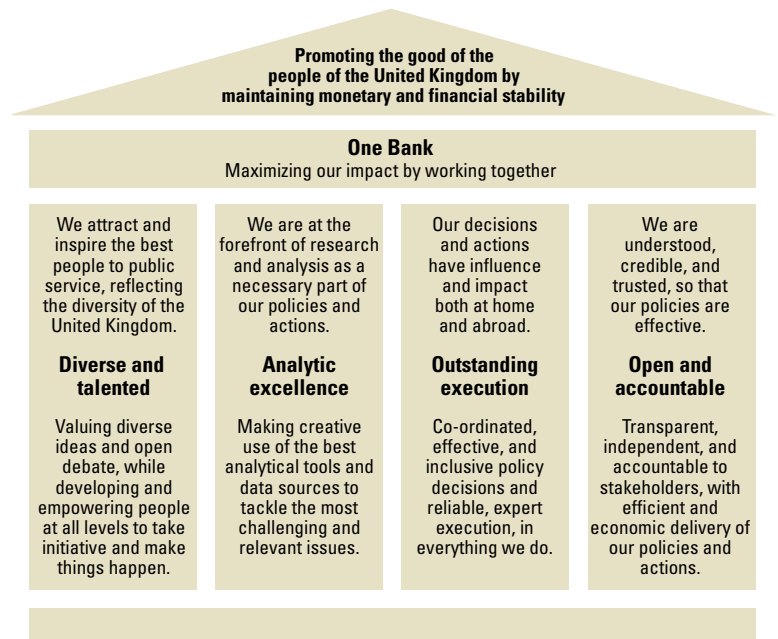 Promoting the good of the
people of the United Kingdom by
maintaining monetary and financial stability
One Bank
Maximizing our impact by working together
We attract and
inspire the best
people to public
service, reflecting
the diversity of the
United Kingdom.
Diverse and
talented
Valuing diverse
ideas and open
debate, while
developing and
empowering people
at all levels to take
initiative and make
things happen.
We are at the
forefront of research
and analysis as a
necessary part of
our policies and
actions.
Analytic
excellence
Making creative
use of the best
analytical tools and
data sources to
tackle the most
challenging and
relevant issues.
Our decisions
and actions
have influence
and impact
both at home
and abroad.
Outstanding
execution
Co-ordinated,
effective, and
inclusive policy
decisions and
reliable, expert
execution, in
everything we do.
We are
understood,
credible, and
trusted, so that
our policies are
effective.
Open and
accountable
Transparent,
independent, and
accountable to
stakeholders, with
efficient and
economic delivery of
our policies and
actions.